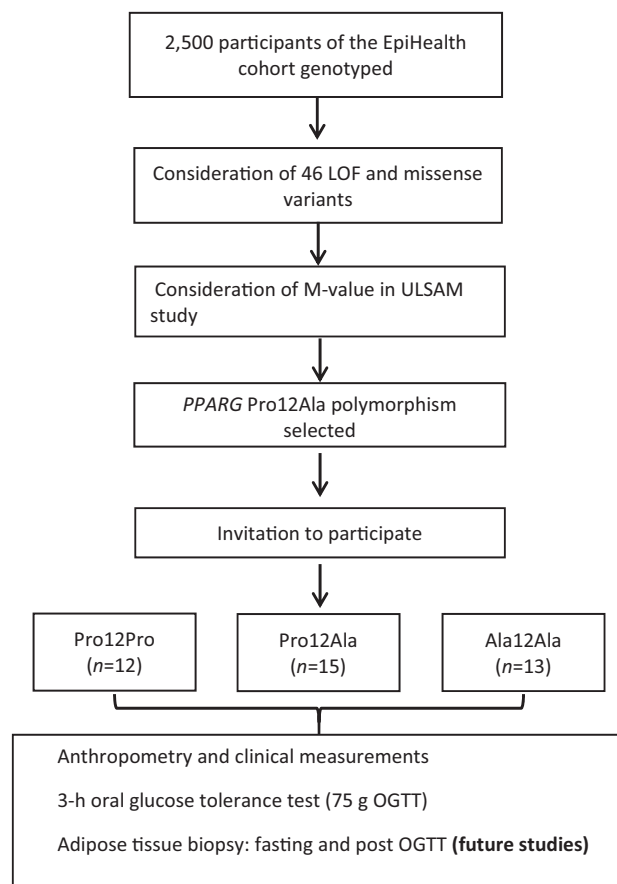 2,500 participants of the EpiHealth
cohort genotyped
Consideration of 46 LOF and missense
variants
Consideration of M-value in ULSAM
study
PPARG Pro12Ala polymorphism
selected
Invitation to participate
Pro12Pro
(n=12)
Pro12Ala
(n=15)
Ala12Ala
(n=13)
Anthropometry and clinical measurements
3-h oral glucose tolerance test (75 g OGTT)
Adipose tissue biopsy: fasting and post OGTT (future studies)